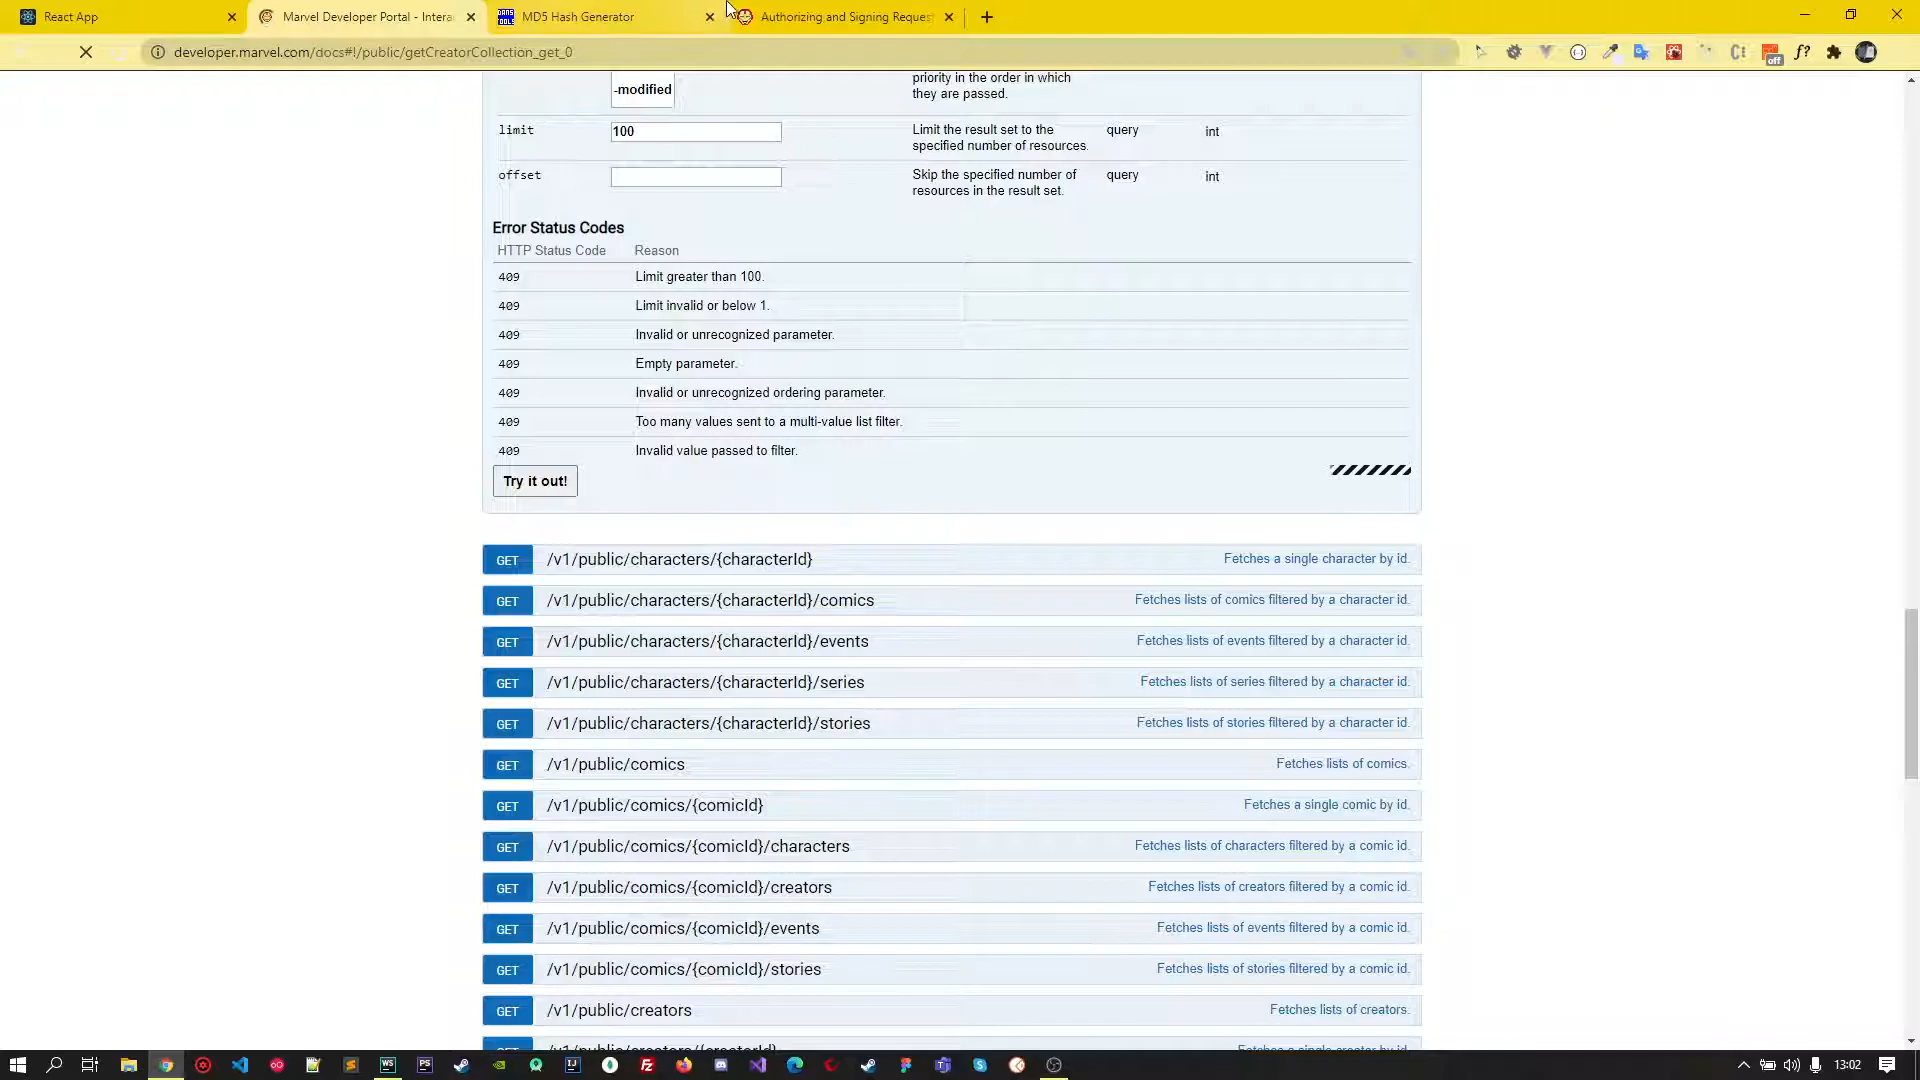 React App
Marvel Developer Portal - Intera
MD5 Hash Generator
Authorizing and Signing Reques
developer.marvel.com/docs#!/public/getCreatorCollection_get_0
-modified
priority in the order in which
they are passed.
limit
100
Limit the result set to the
specified number of resources.
query
int
offset
Skip the specified number of
resources in the result set.
query
int
Error Status Codes
HTTP Status Code
Reason
409
Limit greater than 100.
409
Limit invalid or below 1.
409
Invalid or unrecognized parameter.
409
Empty parameter.
409
Invalid or unrecognized ordering parameter.
409
Too many values sent to a multi-value list filter.
409
Invalid value passed to filter.
Try it out!
GET /v1/public/characters/{characterId} Fetches a single character by id.
GET /v1/public/characters/{characterId}/comics Fetches lists of comics filtered by a character id.
GET /v1/public/characters/{characterId}/events Fetches lists of events filtered by a character id.
GET /v1/public/characters/{characterId}/series Fetches lists of series filtered by a character id.
GET /v1/public/characters/{characterId}/stories Fetches lists of stories filtered by a character id.
GET /v1/public/comics Fetches lists of comics.
GET /v1/public/comics/{comicId} Fetches a single comic by id.
GET /v1/public/comics/{comicId}/characters Fetches lists of characters filtered by a comic id.
GET /v1/public/comics/{comicId}/creators Fetches lists of creators filtered by a comic id.
GET /v1/public/comics/{comicId}/events Fetches lists of events filtered by a comic id.
GET /v1/public/comics/{comicId}/stories Fetches lists of stories filtered by a comic id.
GET /v1/public/creators Fetches lists of creators.
13:02